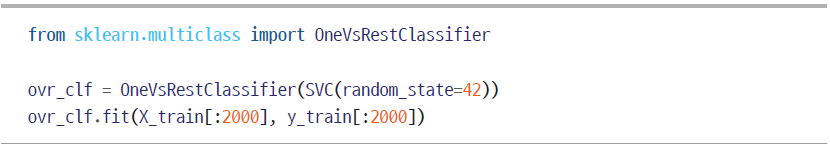 from sklearn.multiclass import OneVsRestClassifier
ovr_clf = OneVsRestClassifier(SVC(random_state=42))
ovr_clf.fit(X_train[:2000], y_train[:2000])